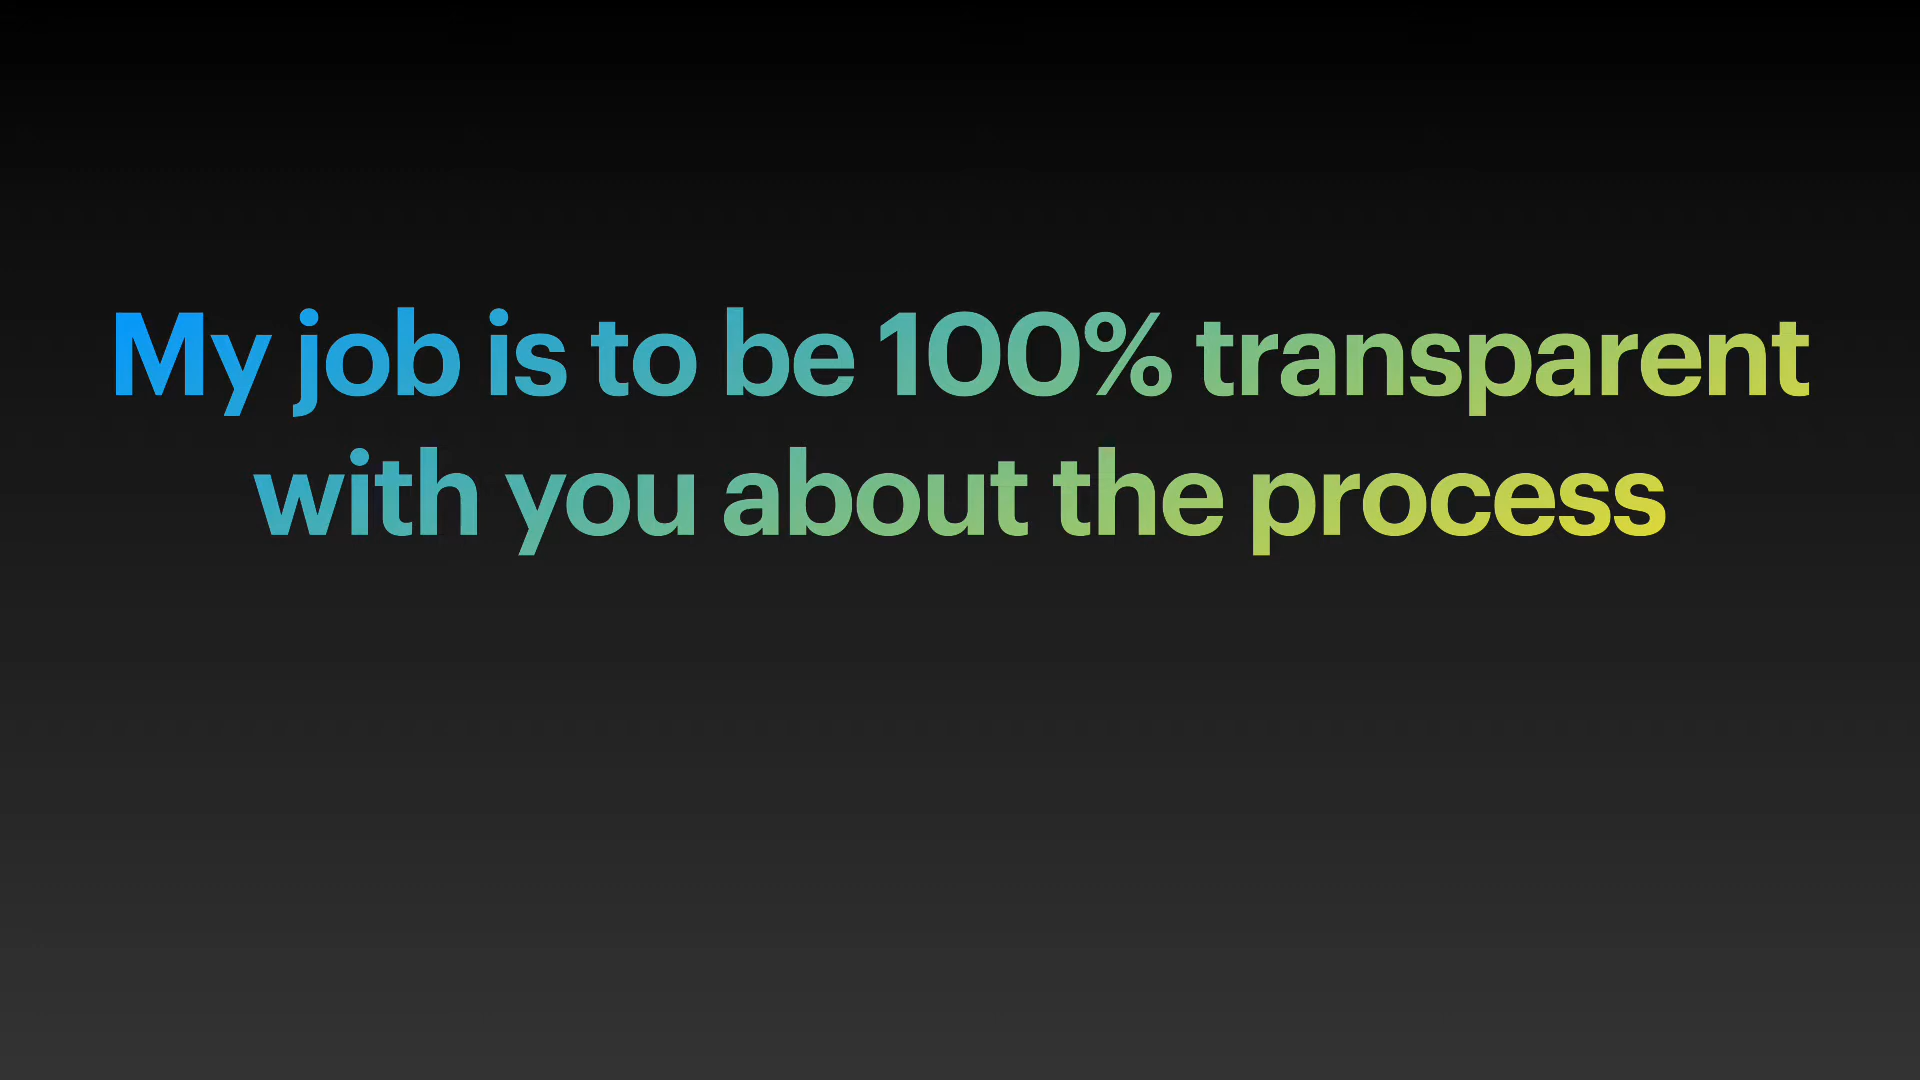 My job is to be 100% transparent
with you about the process